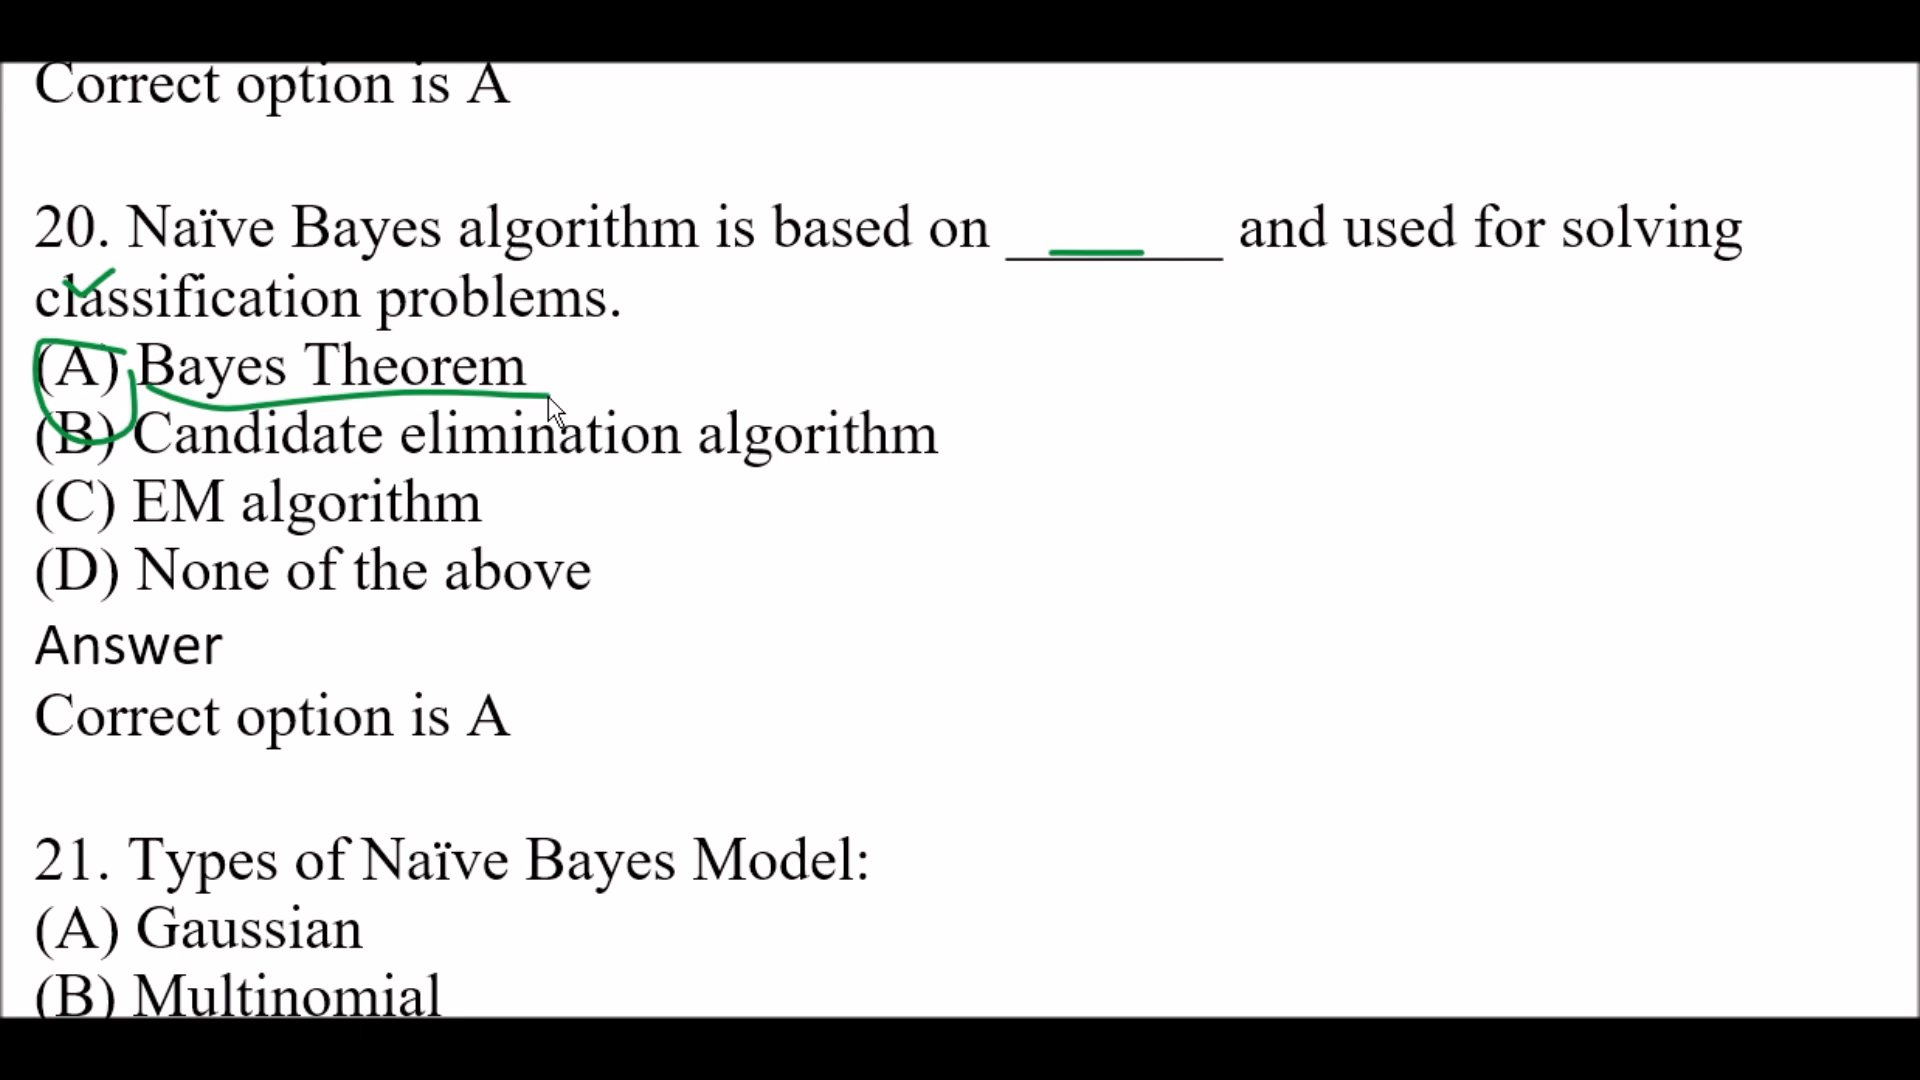 Correct option is A
20. Naïve Bayes algorithm is based on ________ and used for solving
classification problems.
(A) Bayes Theorem
(B) Candidate elimination algorithm
(C) EM algorithm
(D) None of the above
Answer
Correct option is A
21. Types of Naïve Bayes Model:
(A) Gaussian
(B) Multinomial